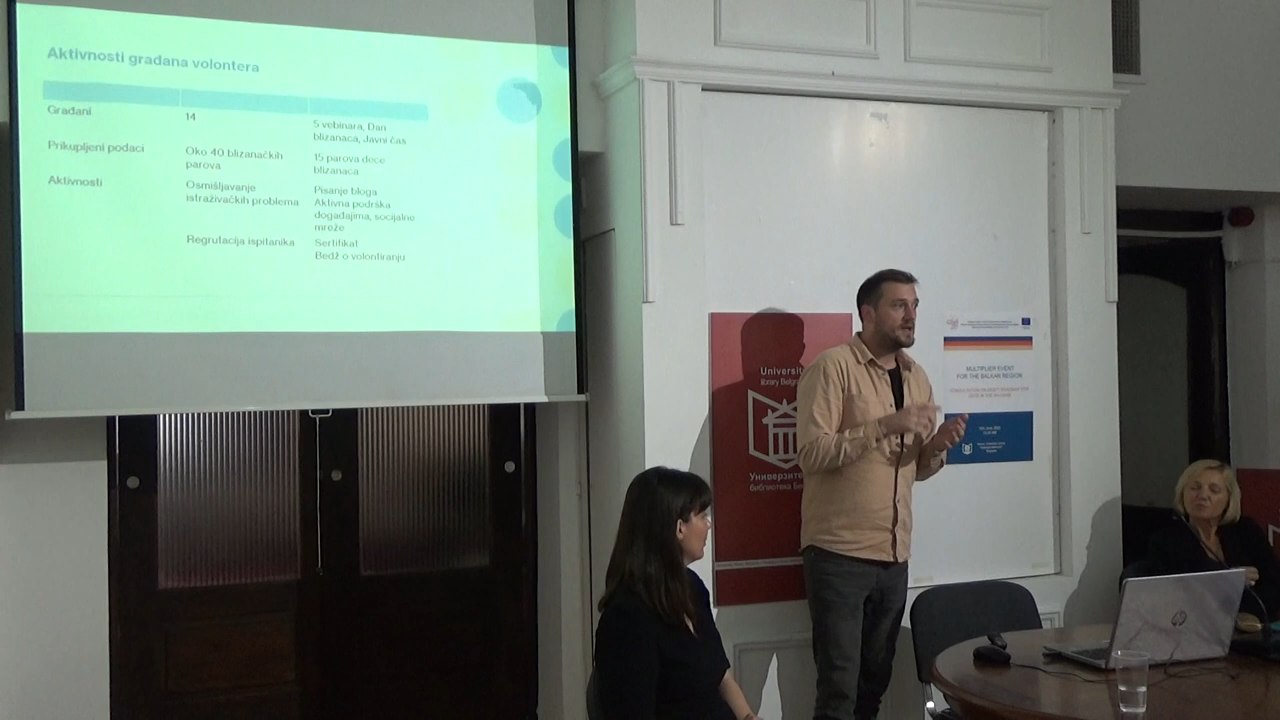 Aktivnosti građana volontera
Građani
14
5 vebinara, Dan
blizanaca, Javni čas
Prikupljeni podaci
Oko 40 blizanačkih
parova
15 parova dece
blizanaca
Aktivnosti
Osmišljavanje
istraživačkih problema
Pisanje bloga
Aktivna podrška
događajima, socijalne
mreže
Regrutacija ispitanika
Sertifikat
Bedž o volontiranju
University
library
Универзите
библиотека
MULTIPLIER EVENT
FOR THE BALKAN REGION
hp